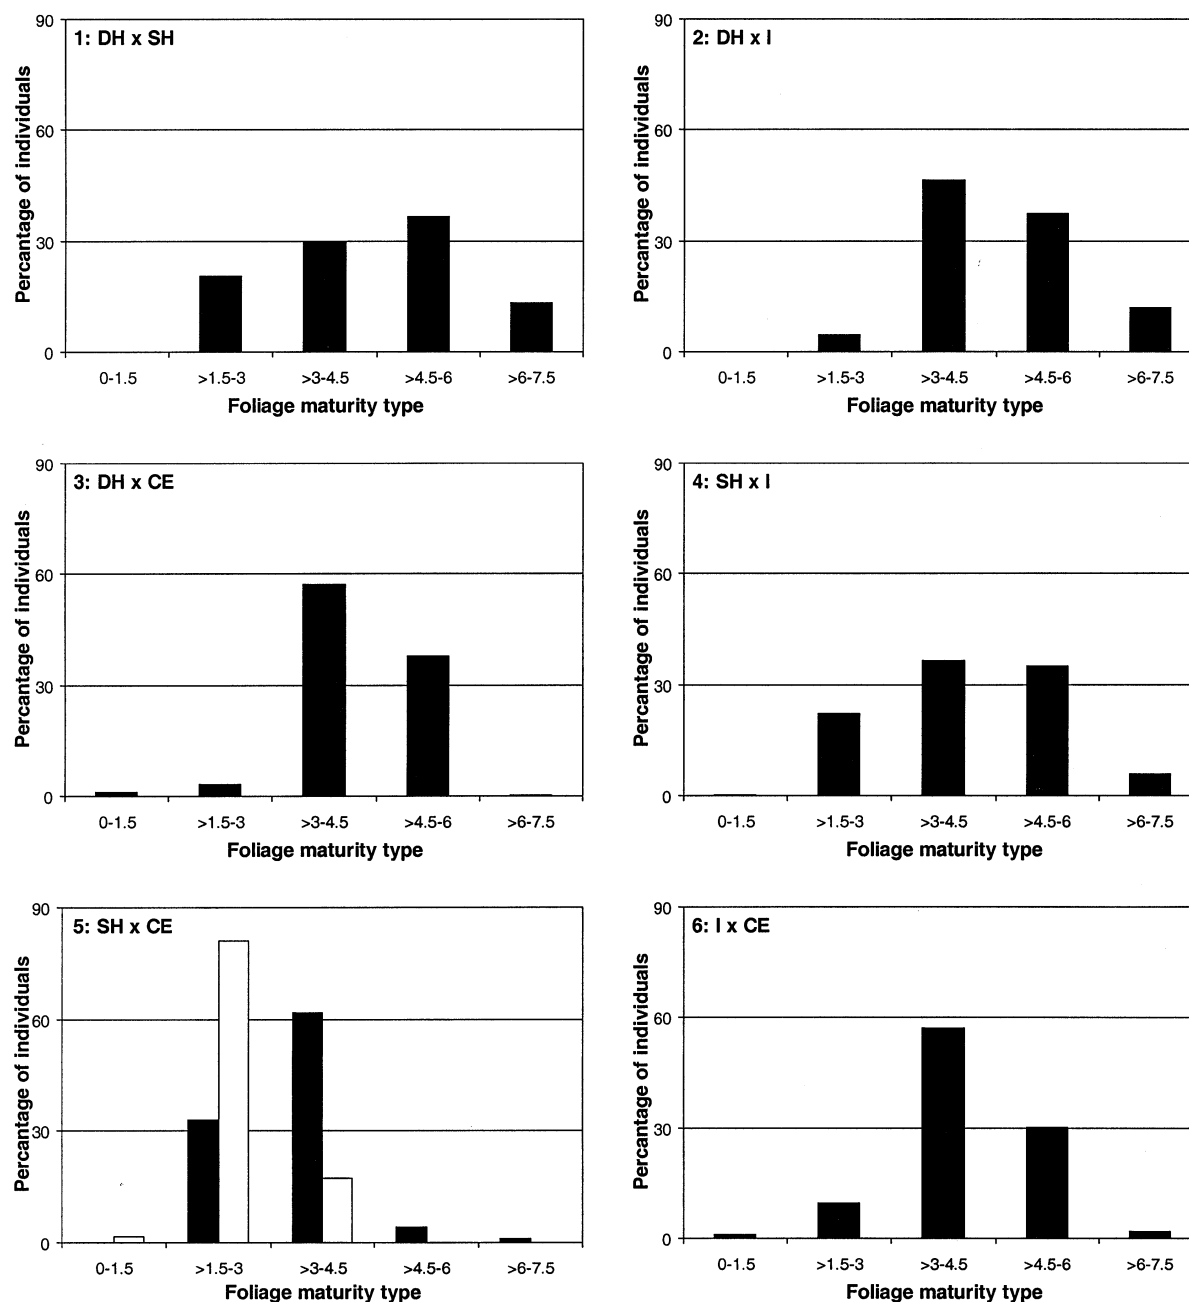 1: DH x SH
Percantage of individuals
90
60
30
0
0-1.5 >1.5-3 >3-4.5 >4.5-6 >6-7.5
Foliage maturity type
2: DH x I
Percantage of individuals
90
60
30
0
0-1.5 >1.5-3 >3-4.5 >4.5-6 >6-7.5
Foliage maturity type
3: DH x CE
Percantage of individuals
90
60
30
0
0-1.5 >1.5-3 >3-4.5 >4.5-6 >6-7.5
Foliage maturity type
4: SH x I
Percantage of individuals
90
60
30
0
0-1.5 >1.5-3 >3-4.5 >4.5-6 >6-7.5
Foliage maturity type
5: SH x CE
Percantage of individuals
90
60
30
0
0-1.5 >1.5-3 >3-4.5 >4.5-6 >6-7.5
Foliage maturity type
6: I x CE
Percantage of individuals
90
60
30
0
0-1.5 >1.5-3 >3-4.5 >4.5-6 >6-7.5
Foliage maturity type